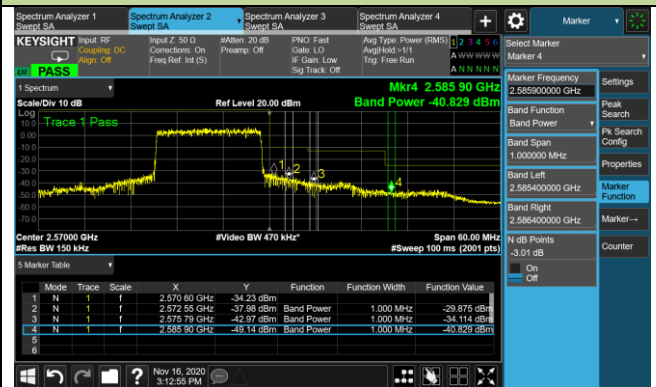 Spectrum Analyzer 1
Swept SA
Spectrum Analyzer 2
Swept SA
Spectrum Analyzer 3
Swept SA
Spectrum Analyzer 4
Swept SA
+
Marker
KEYSIGHT
Input: RF
Coupling: DC
Align: Off
Input Z: 50 Ω
Corrections: On
Freq Ref: Int (S)
#Atten: 20 dB
Preamp: Off
PNO: Fast
Gate: LO
IF Gain: Low
Sig Track: Off
Avg Type: Power (RMS)
Avg|Hold:>1/1
Trig: Free Run
1 2 3 4 5 6
A W W W W W
A N N N N N
LXI
PASS
1 Spectrum
Mkr4 2.585 90 GHz
Scale/Div 10 dB
Ref Level 20.00 dBm
Band Power -40.829 dBm
Log
Trace 1 Pass
10.0
0.00
-10.0
-20.0
-30.0
-40.0
-50.0
-60.0
-70.0
1
2
3
4
Center 2.57000 GHz
#Video BW 470 kHz*
Span 60.00 MHz
#Res BW 150 kHz
#Sweep 100 ms (2001 pts)
5 Marker Table
Mode Trace Scale X Y Function Function Width Function Value
1 N 1 f 2.570 60 GHz -34.23 dBm
2 N 1 f 2.572 55 GHz -37.98 dBm Band Power 1.000 MHz -29.875 dBm
3 N 1 f 2.575 79 GHz -42.97 dBm Band Power 1.000 MHz -34.114 dBm
4 N 1 f 2.585 90 GHz -49.14 dBm Band Power 1.000 MHz -40.829 dBm
5
6
Nov 16, 2020
3:12:55 PM
?
Select Marker
Marker 4
Marker Frequency
2.585900000 GHz
Band Function
Band Power
Band Span
1.000000 MHz
Band Left
2.585400000 GHz
Band Right
2.586400000 GHz
N dB Points
-3.01 dB
On
Off
Settings
Peak
Search
Pk Search
Config
Properties
Marker
Function
Marker→
Counter